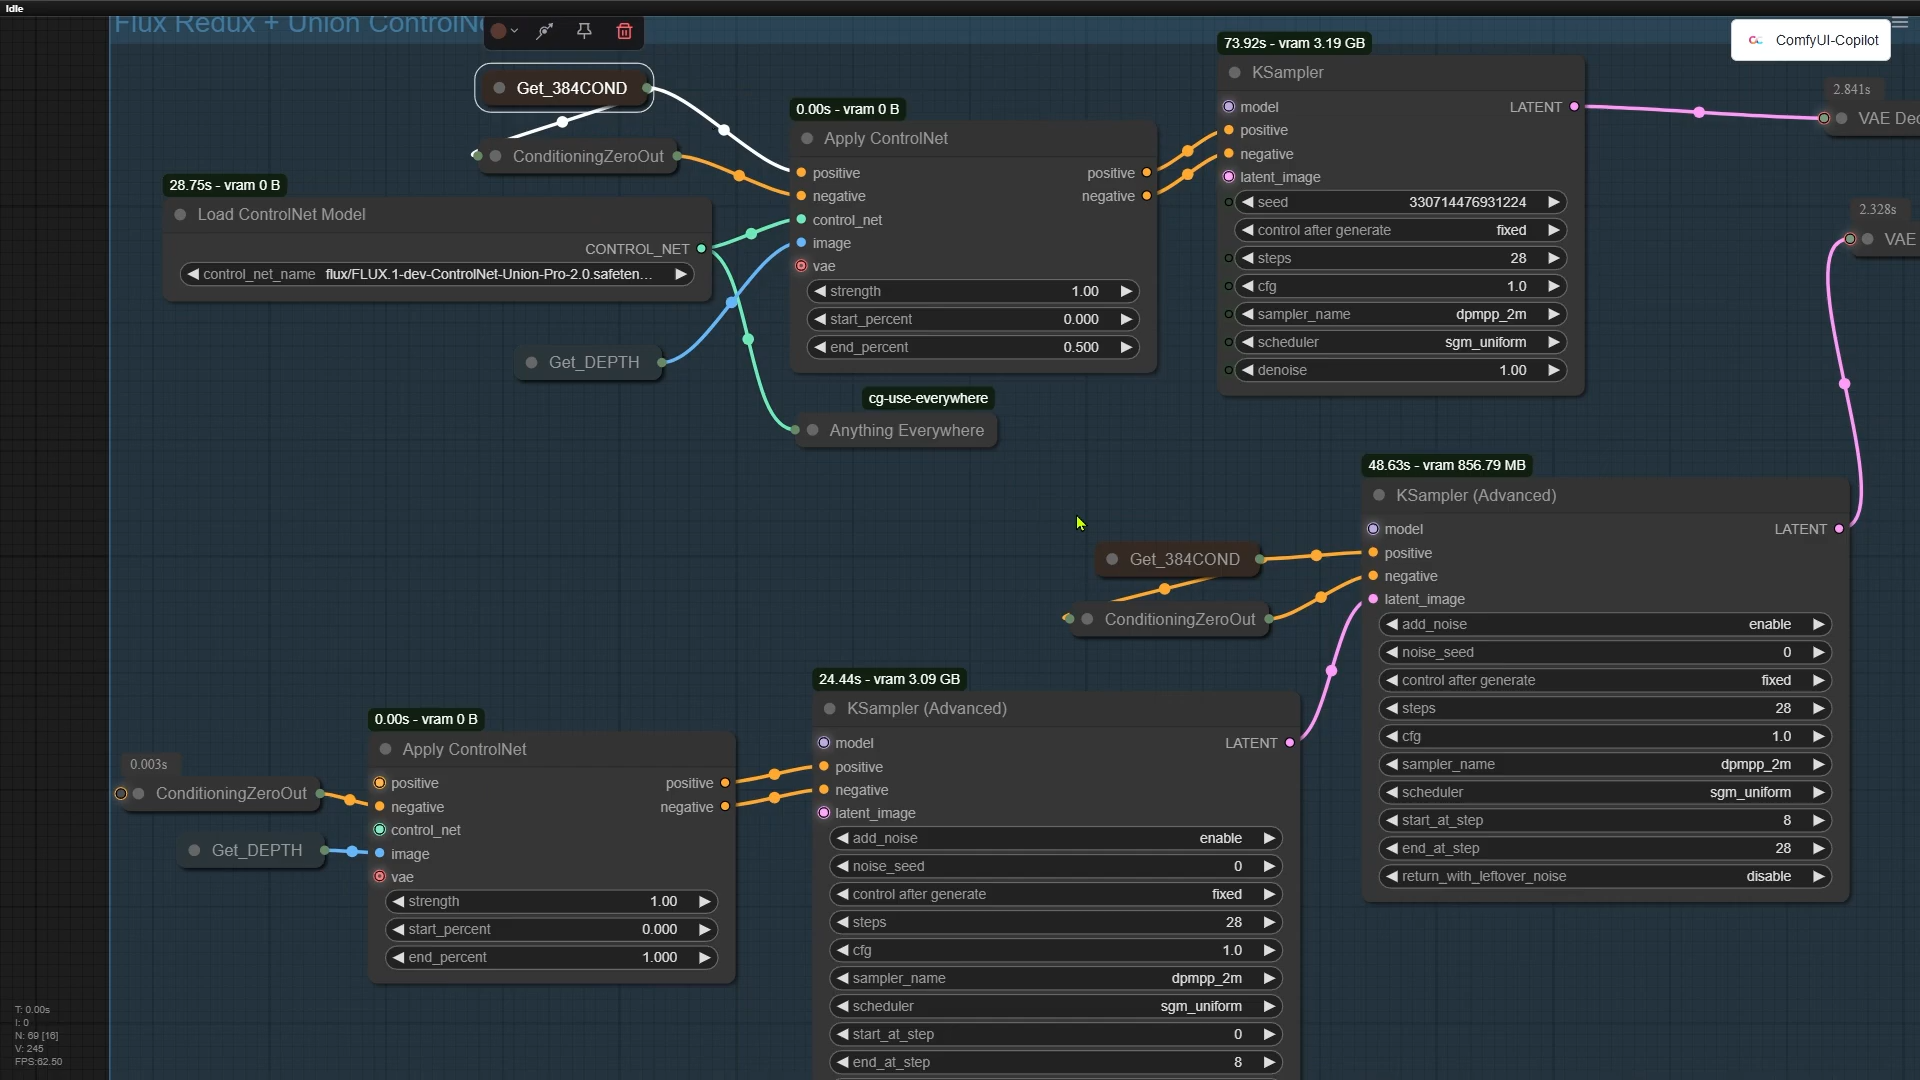 Idle
Flux Redux + Union ControlNe
ComfyUI-Copilot
Get_384COND
ConditioningZeroOut
28.75s - vram 0 B
Load ControlNet Model
CONTROL_NET
control_net_name flux/FLUX.1-dev-ControlNet-Union-Pro-2.0.safeten...
Get_DEPTH
0.00s - vram 0 B
Apply ControlNet
positive positive
negative negative
control_net
image
vae
strength 1.00
start_percent 0.000
end_percent 0.500
cg-use-everywhere
Anything Everywhere
73.92s - vram 3.19 GB
KSampler
model LATENT
positive
negative
latent_image
seed 330714476931224
control after generate fixed
steps 28
cfg 1.0
sampler_name dpmpp_2m
scheduler sgm_uniform
denoise 1.00
2.841s
VAE Dec
2.328s
VAE
Get_384COND
ConditioningZeroOut
48.63s - vram 856.79 MB
KSampler (Advanced)
model LATENT
positive
negative
latent_image
add_noise enable
noise_seed 0
control after generate fixed
steps 28
cfg 1.0
sampler_name dpmpp_2m
scheduler sgm_uniform
start_at_step 8
end_at_step 28
return_with_leftover_noise disable
0.003s
ConditioningZeroOut
Get_DEPTH
0.00s - vram 0 B
Apply ControlNet
positive positive
negative negative
control_net
image
vae
strength 1.00
start_percent 0.000
end_percent 1.000
24.44s - vram 3.09 GB
KSampler (Advanced)
model LATENT
positive
negative
latent_image
add_noise enable
noise_seed 0
control after generate fixed
steps 28
cfg 1.0
sampler_name dpmpp_2m
scheduler sgm_uniform
start_at_step 0
end_at_step 8
T: 0.00s
I: 0
N: 69 [16]
V: 245
FPS:62.50